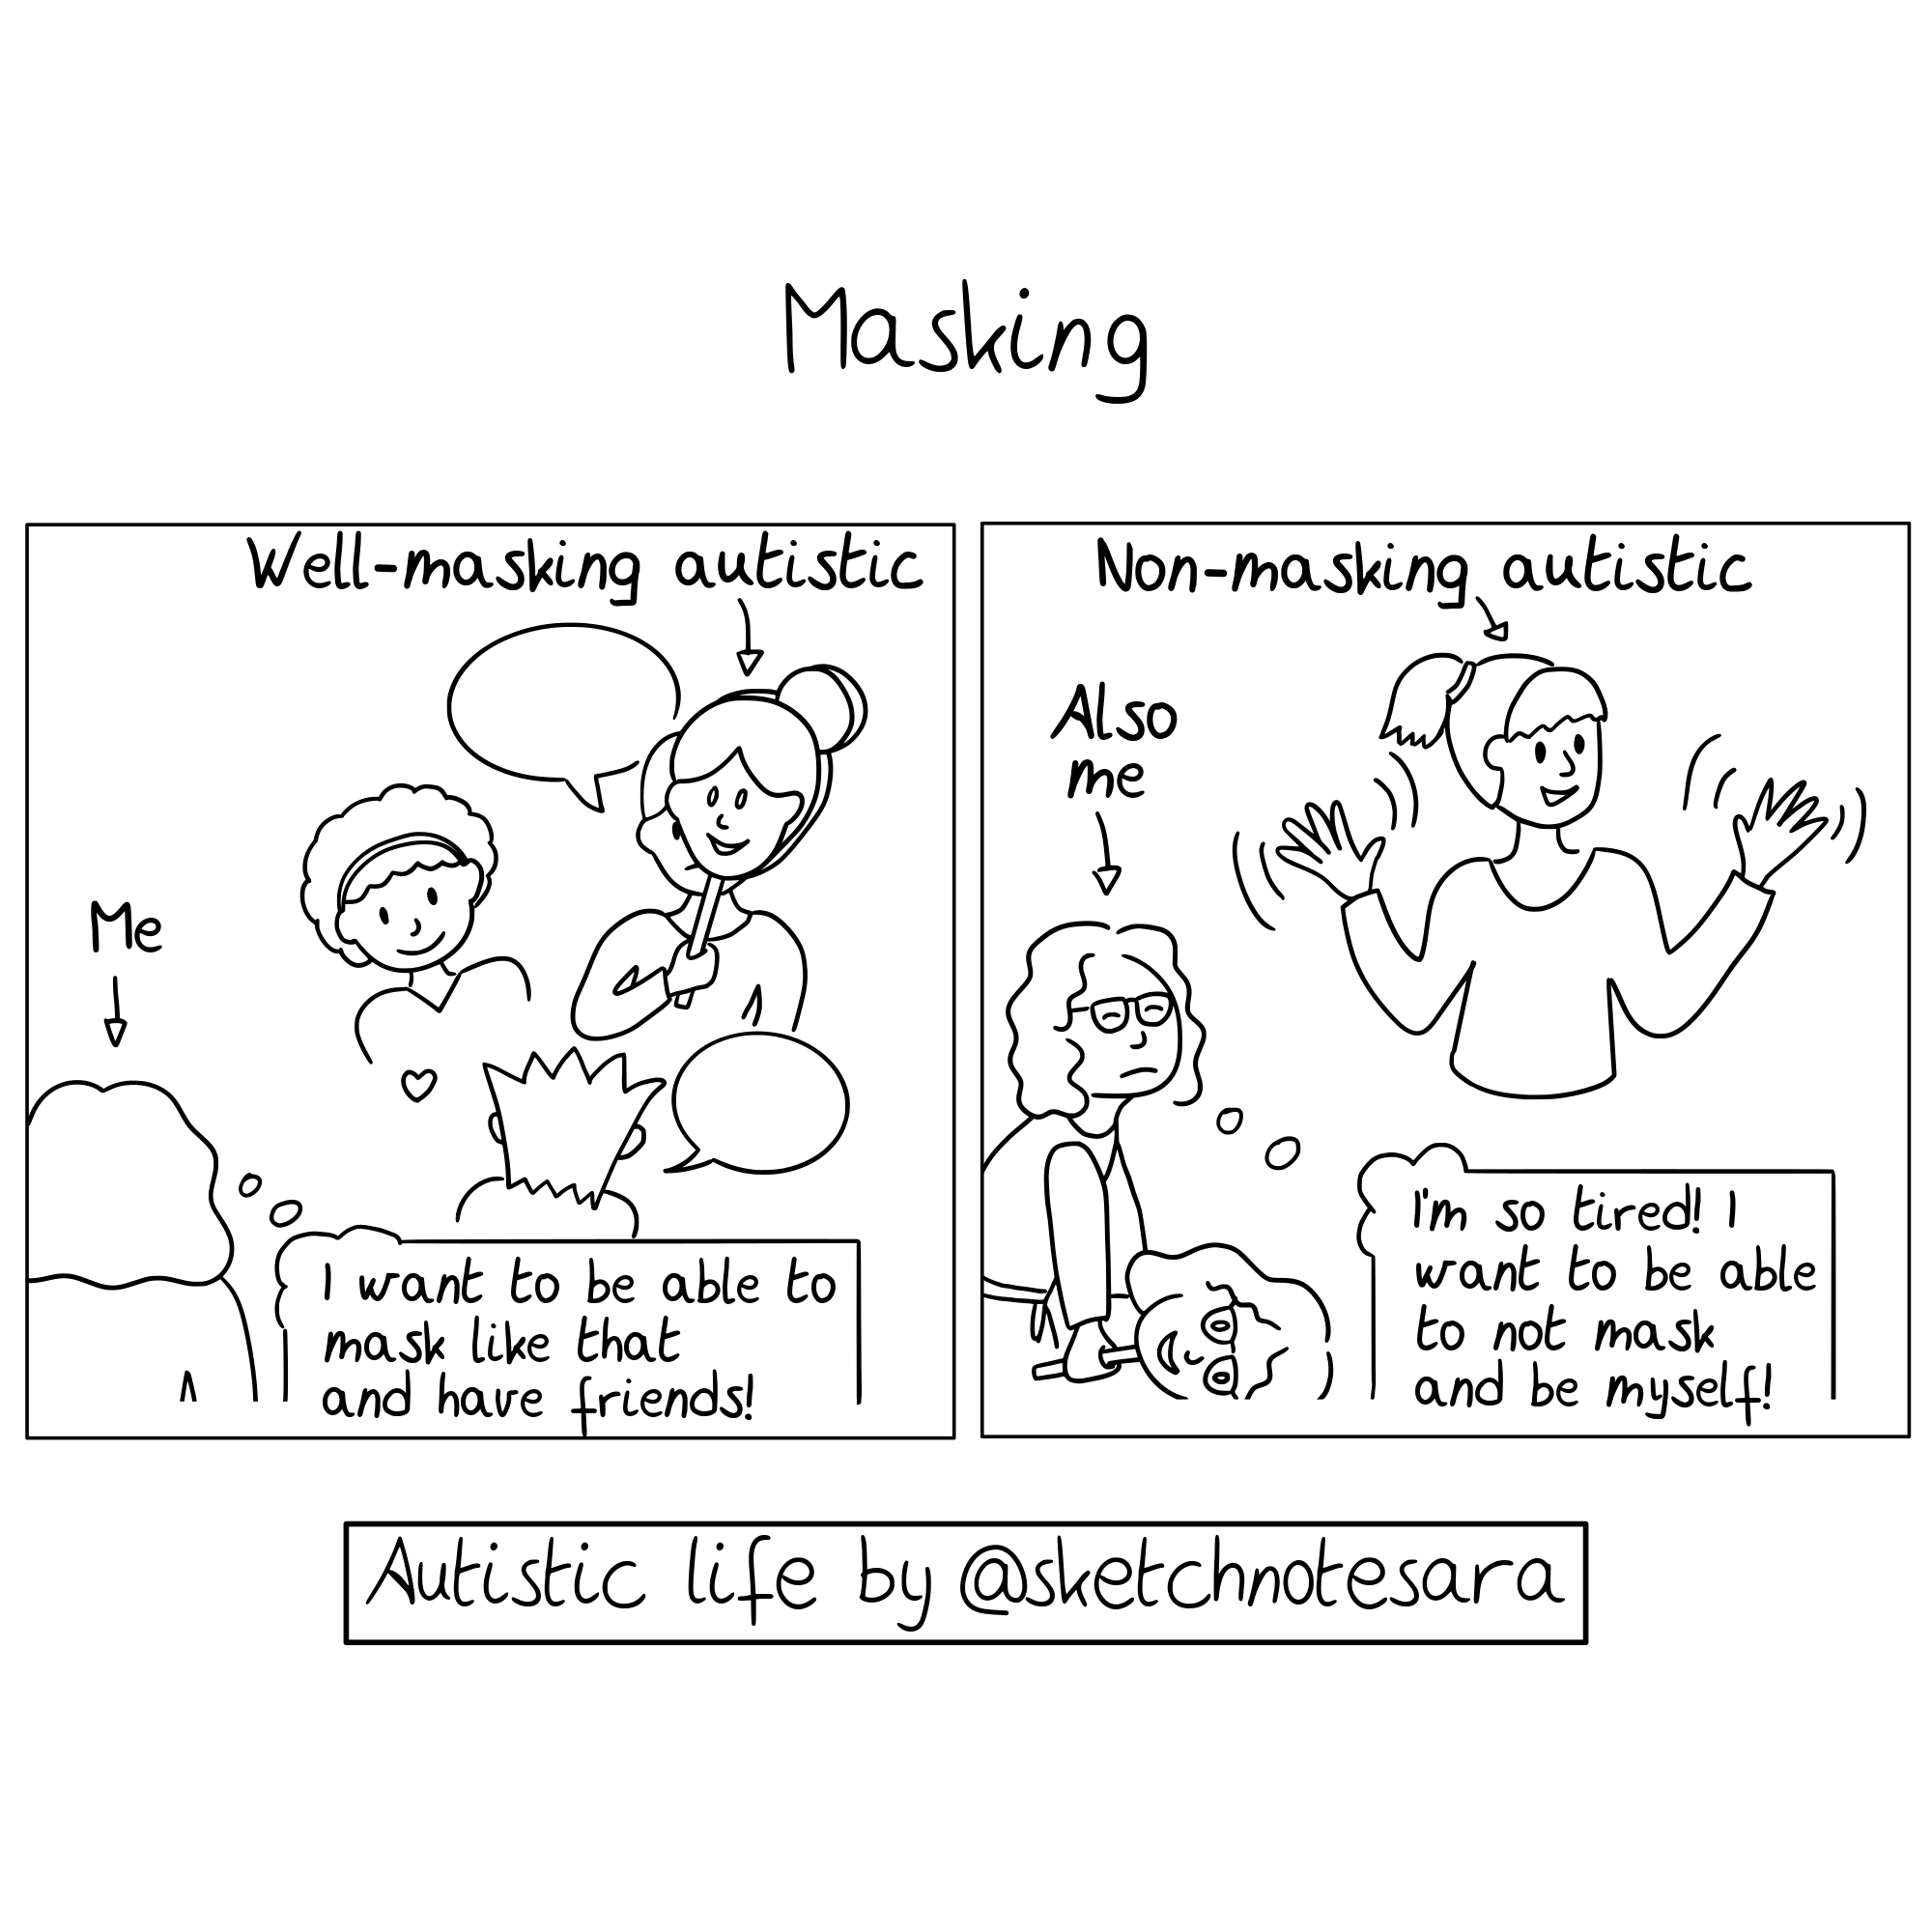 Masking
Well-masking autistic
Me
I want to be able to
mask like that
and have friends!
Non-masking autistic
Also
me
I'm so tired! I
want to be able
to not mask
and be myself!
Autistic life by @sketchnotesara